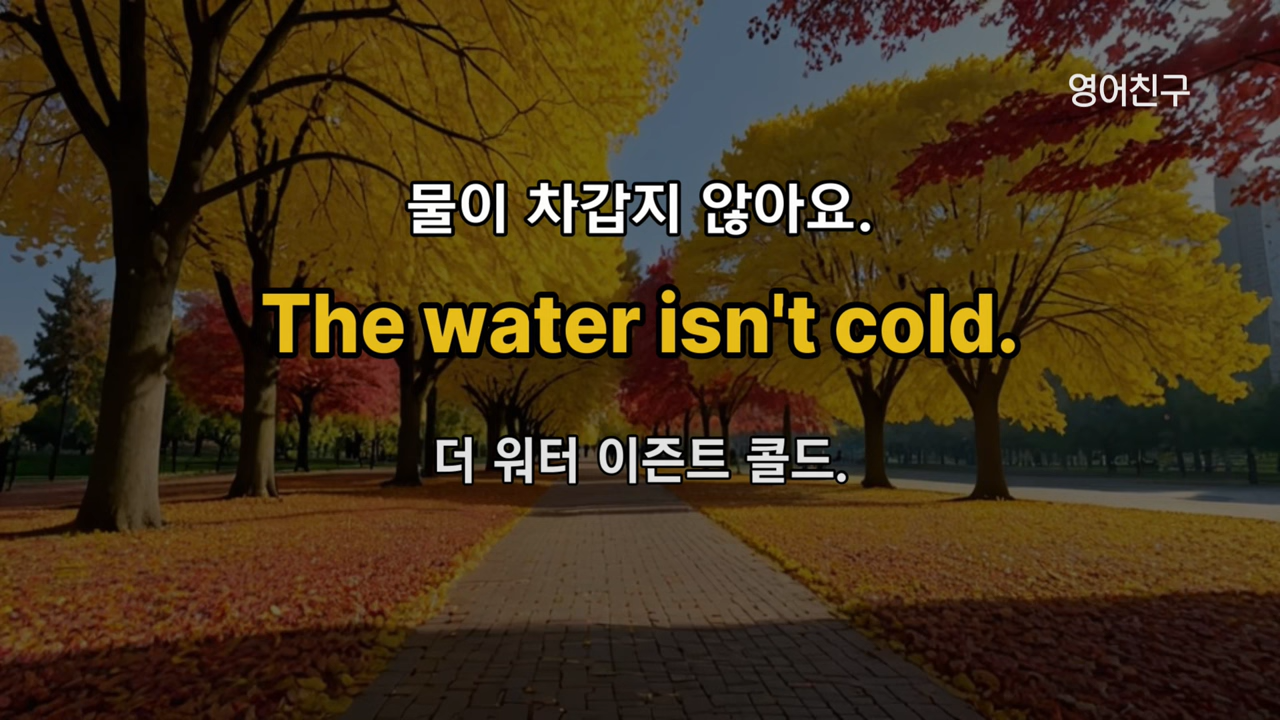 영어친구
물이 차갑지 않아요.
The water isn't cold.
더 워터 이즌트 콜드.